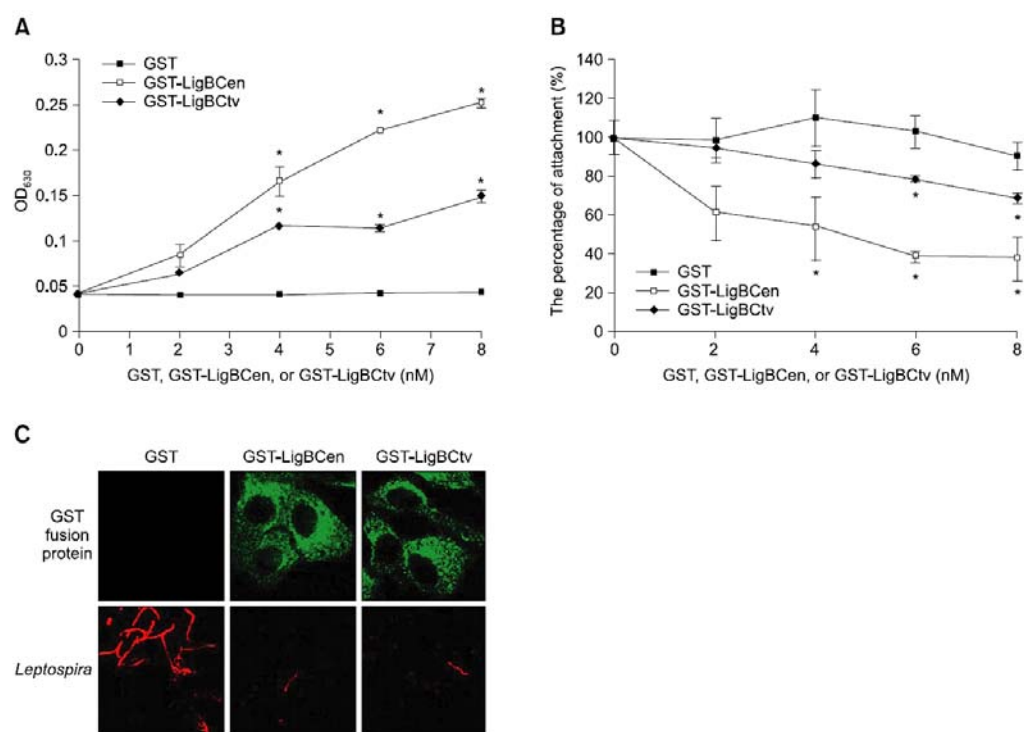 A
0.3
0.25
0.2
0.15
0.1
0.05
0
OD630
GST
GST-LigBCen
GST-LigBCtv
*
*
*
*
*
*
0 1 2 3 4 5 6 7 8
GST, GST-LigBCen, or GST-LigBCtv (nM)
B
140
120
100
80
60
40
20
0
The percentage of attachment (%)
GST
GST-LigBCen
GST-LigBCtv
*
*
*
*
*
0 2 4 6 8
GST, GST-LigBCen, or GST-LigBCtv (nM)
C
GST GST-LigBCen GST-LigBCtv
GST
fusion
protein
Leptospira